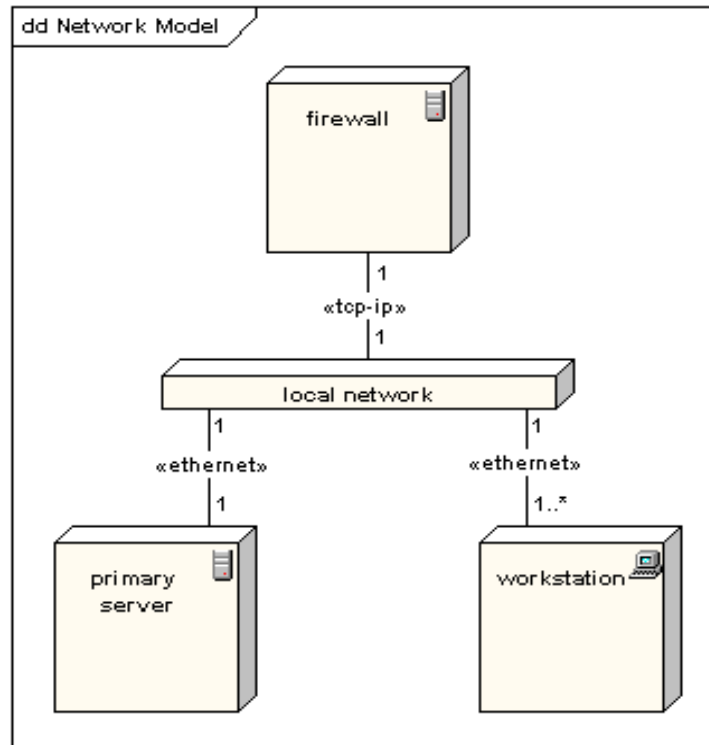 dd Network Model
firewall
1
«tcp-ip»
1
local network
1
1
«ethernet»
«ethernet»
1
1..*
primary
server
workstation